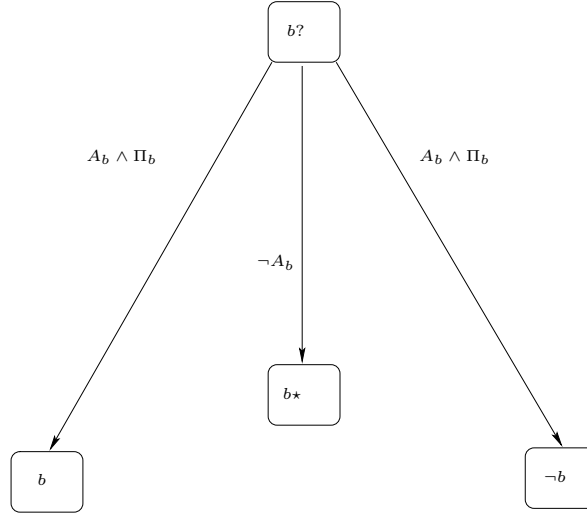 b?
A_b ∧ Π_b
A_b ∧ Π_b
¬A_b
b⋆
b
¬b